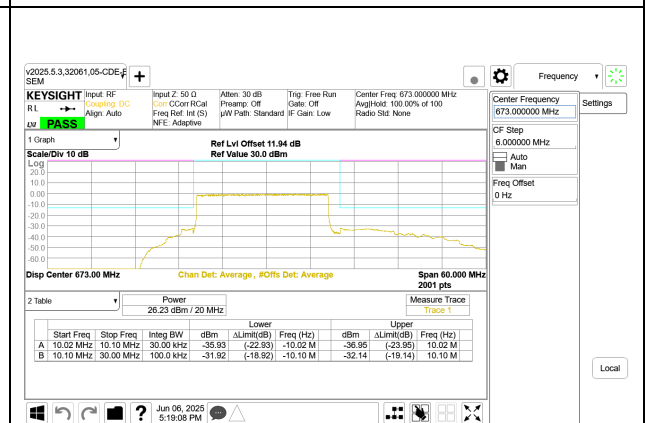 v2025.5.3,32061,05-CDE-F
SEM
Frequency
KEYSIGHT
RL
LXI
PASS
Input: RF
Coupling: DC
Align: Auto
Input Z: 50 Ω
Corr CCorr RCal
Freq Ref: Int (S)
NFE: Adaptive
Atten: 30 dB
Preamp: Off
µW Path: Standard
Trig: Free Run
Gate: Off
IF Gain: Low
Center Freq: 673.000000 MHz
Avg|Hold: 100.00% of 100
Radio Std: None
Center Frequency
673.000000 MHz
Settings
CF Step
6.000000 MHz
Auto
Man
Freq Offset
0 Hz
1 Graph
Scale/Div 10 dB
Ref Lvl Offset 11.94 dB
Ref Value 30.0 dBm
Log
20.0
10.0
0.00
-10.0
-20.0
-30.0
-40.0
-50.0
-60.0
Disp Center 673.00 MHz
Chan Det: Average , #Offs Det: Average
Span 60.000 MHz
2001 pts
2 Table
Power
26.23 dBm / 20 MHz
Measure Trace
Trace 1
Lower Upper
Start Freq Stop Freq Integ BW dBm ΔLimit(dB) Freq (Hz) dBm ΔLimit(dB) Freq (Hz)
A 10.02 MHz 10.10 MHz 30.00 kHz -35.93 (-22.93) -10.02 M -36.95 (-23.95) 10.02 M
B 10.10 MHz 30.00 MHz 100.0 kHz -31.92 (-18.92) -10.10 M -32.14 (-19.14) 10.10 M
Local
Jun 06, 2025
5:19:08 PM